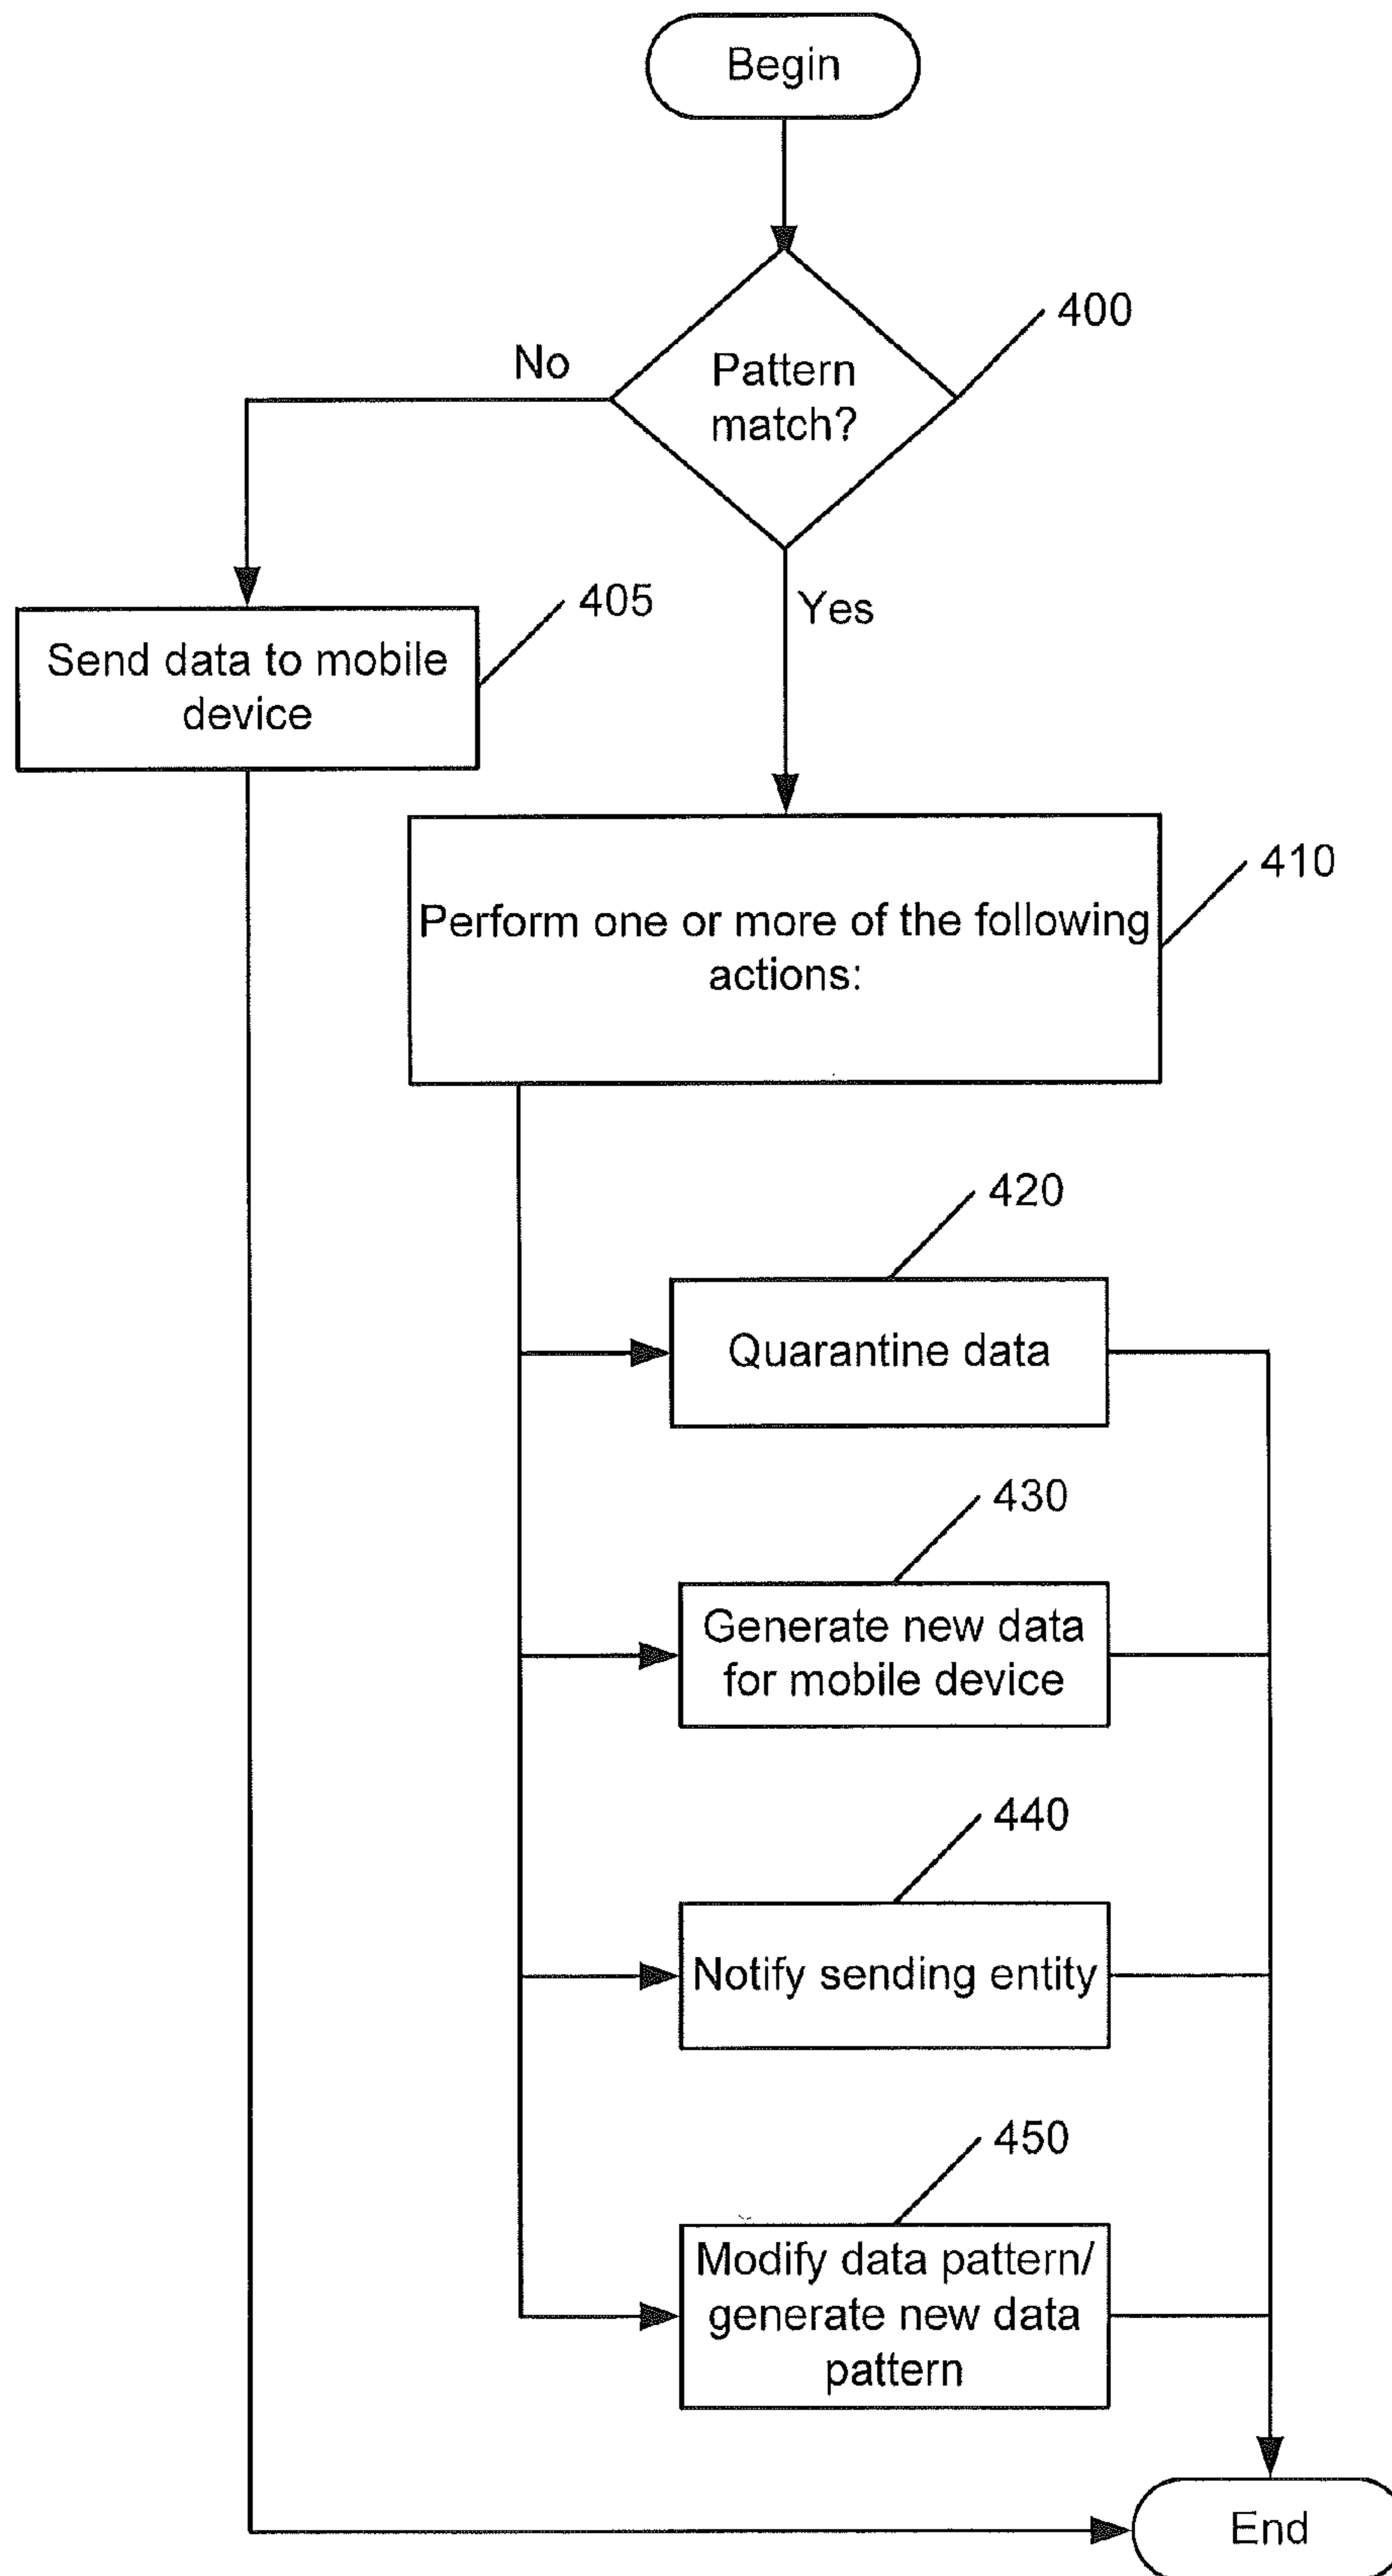 Begin
400
Pattern
match?
No
Yes
405
Send data to mobile
device
410
Perform one or more of the following
actions:
420
Quarantine data
430
Generate new data
for mobile device
440
Notify sending entity
450
Modify data pattern/
generate new data
pattern
End